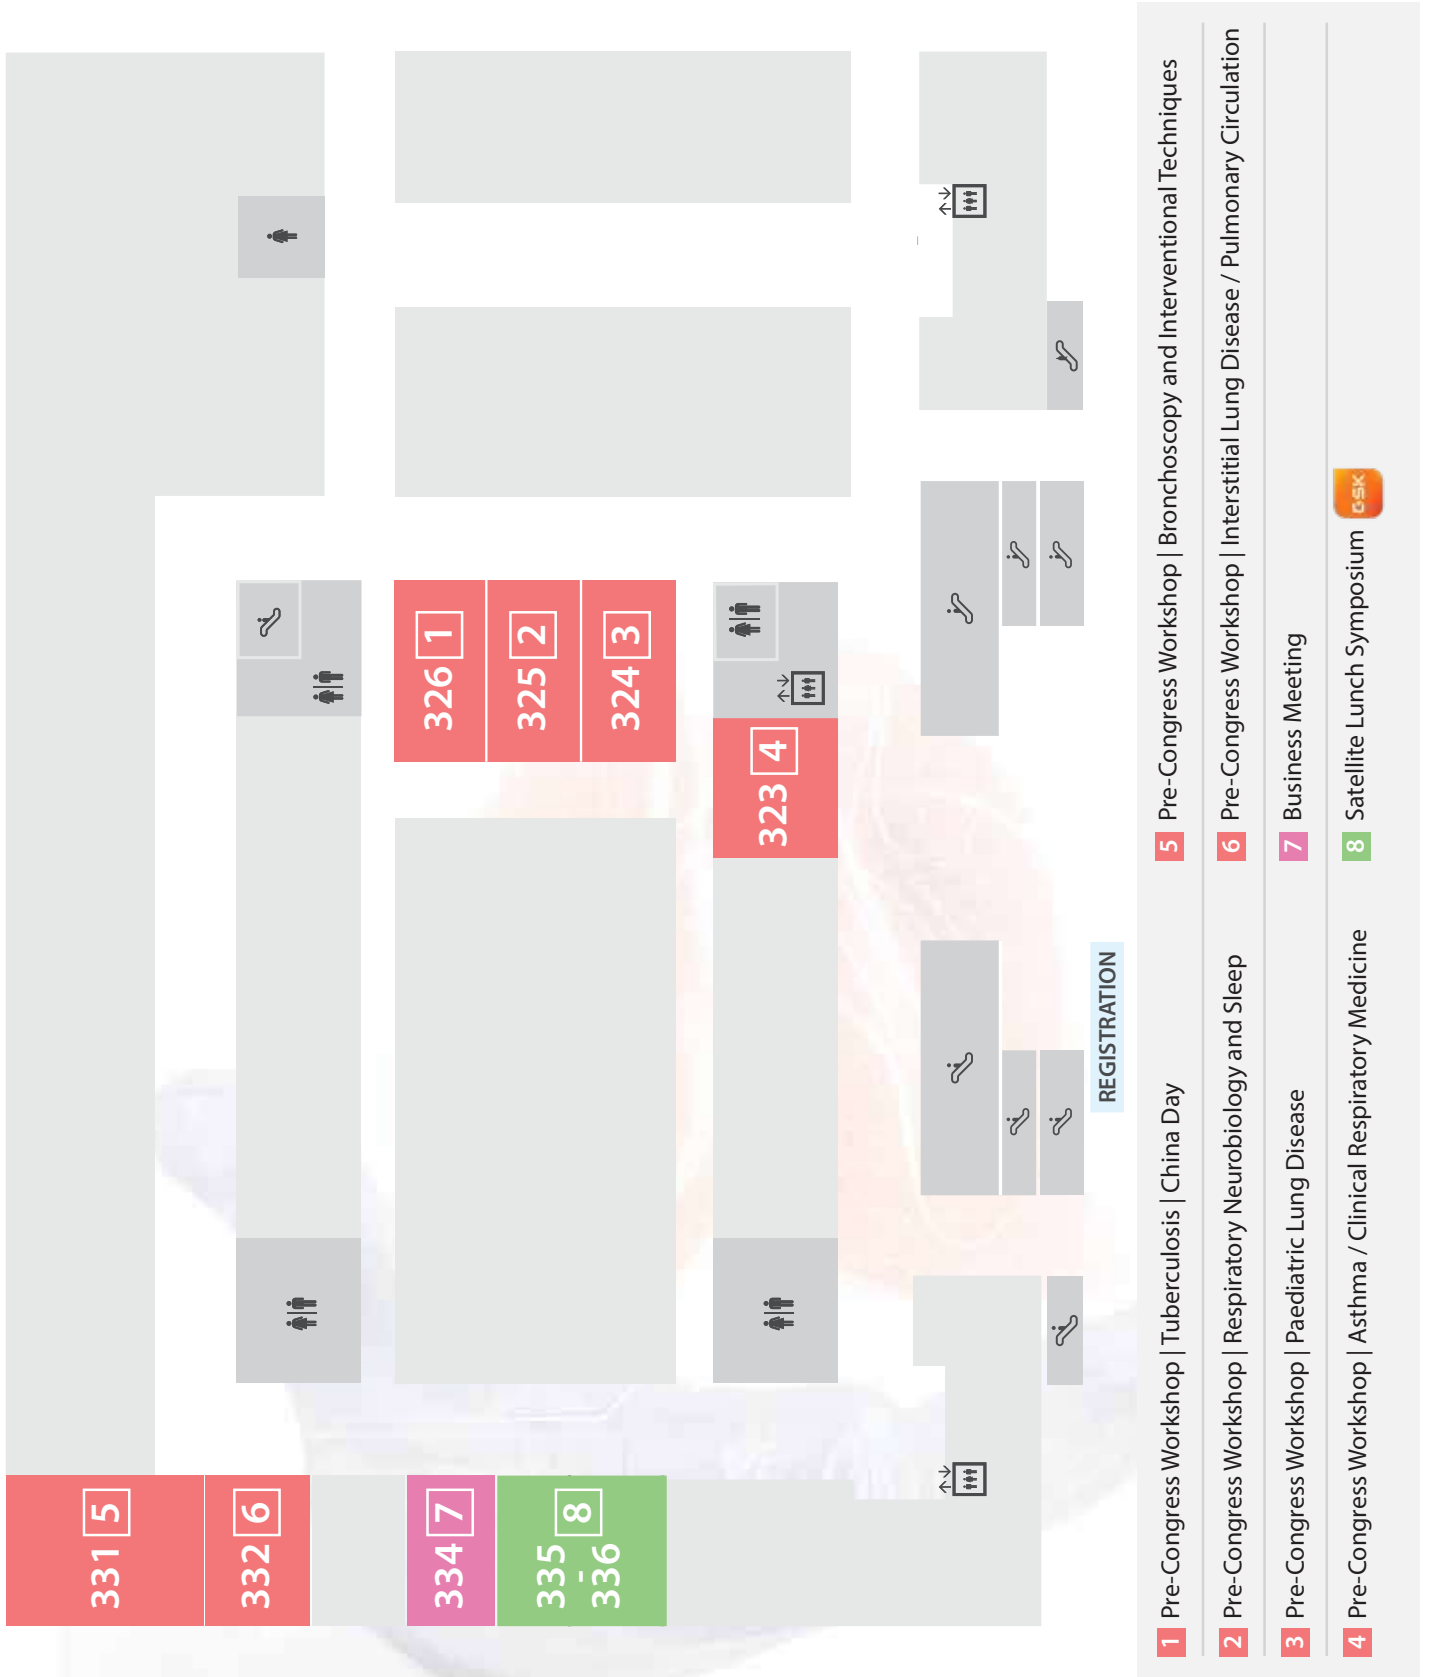 331 5
332 6
334 7
335
-
336
8
326 1
325 2
324 3
323 4
REGISTRATION
1 Pre-Congress Workshop | Tuberculosis | China Day
2 Pre-Congress Workshop | Respiratory Neurobiology and Sleep
3 Pre-Congress Workshop | Paediatric Lung Disease
4 Pre-Congress Workshop | Asthma / Clinical Respiratory Medicine
5 Pre-Congress Workshop | Bronchoscopy and Interventional Techniques
6 Pre-Congress Workshop | Interstitial Lung Disease / Pulmonary Circulation
7 Business Meeting
8 Satellite Lunch Symposium GSK